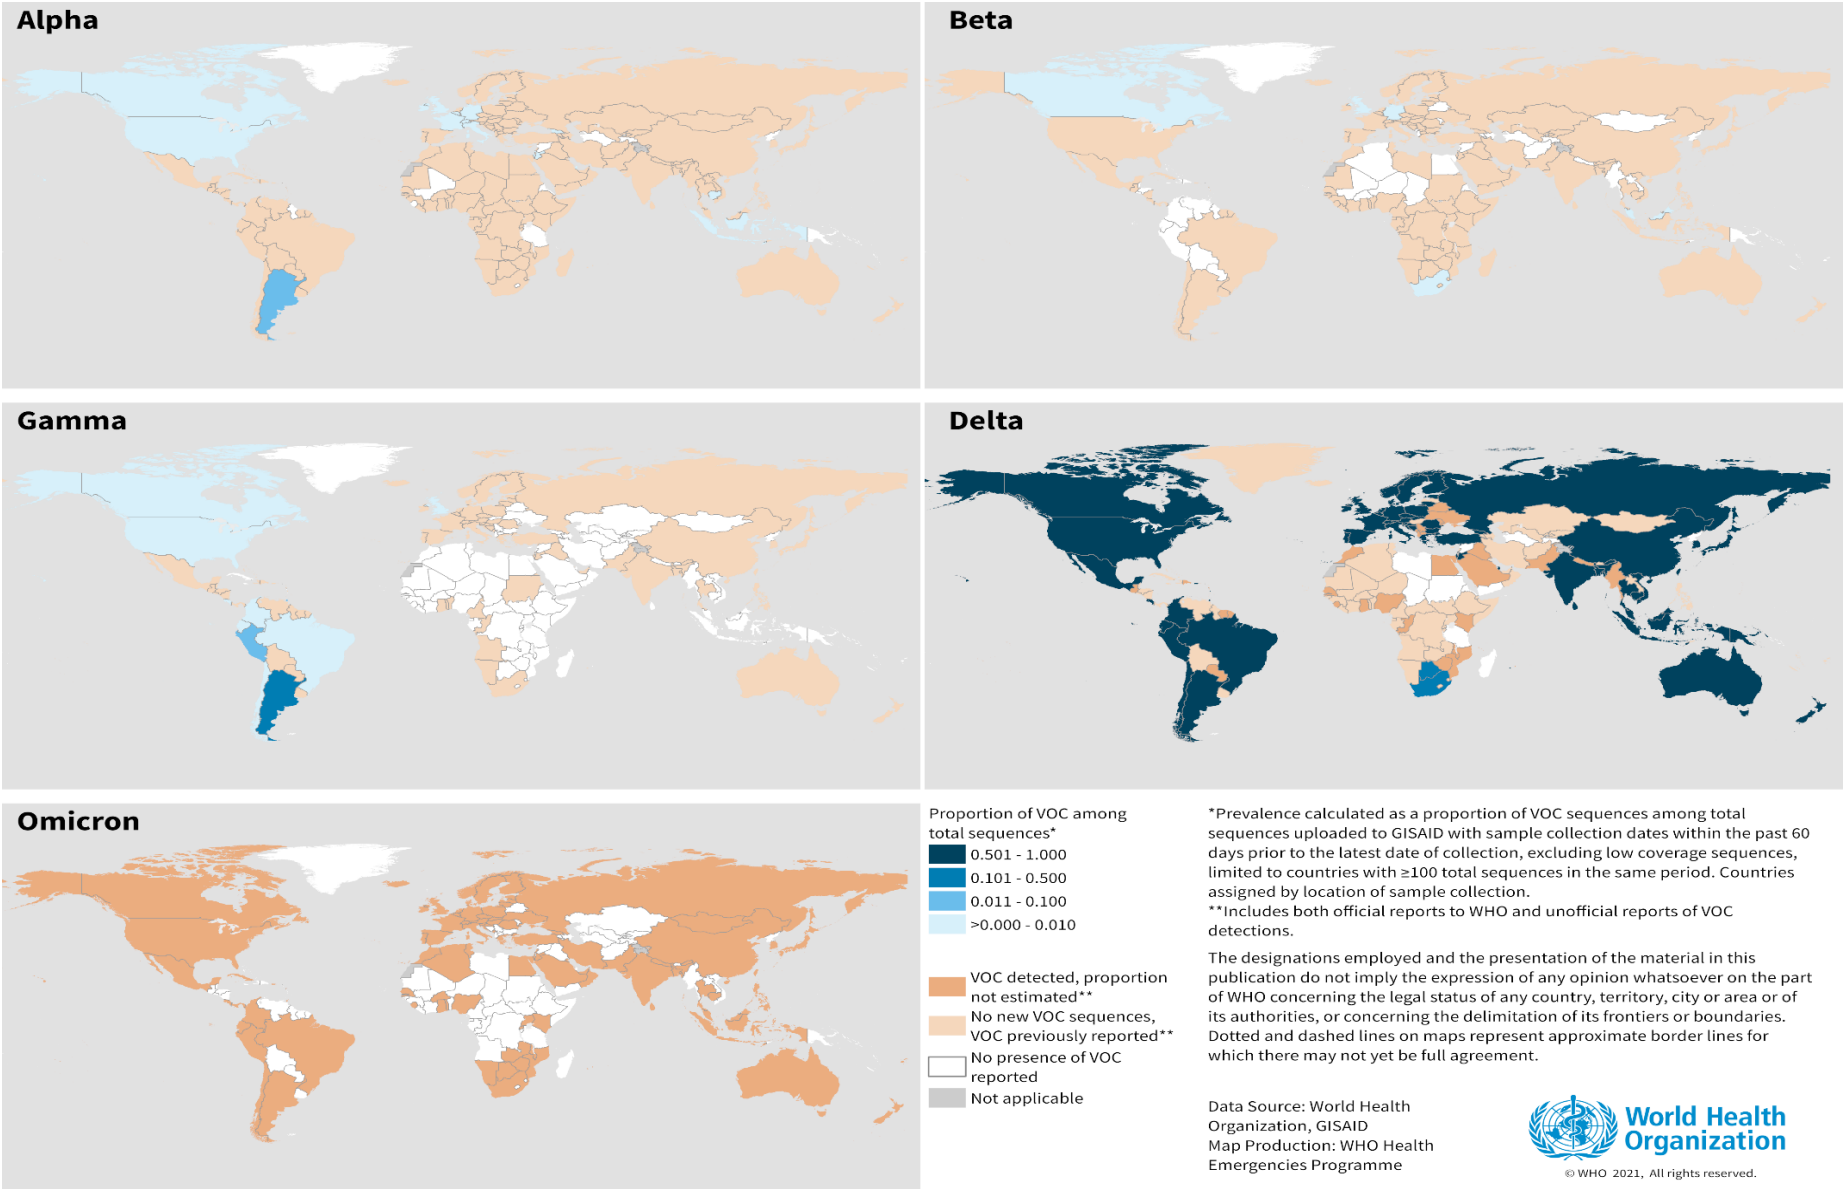 Alpha
Beta
Gamma
Delta
Omicron
Proportion of VOC among
total sequences*
0.501 - 1.000
0.101 - 0.500
0.011 - 0.100
>0.000 - 0.010
VOC detected, proportion
not estimated**
No new VOC sequences,
VOC previously reported**
No presence of VOC
reported
Not applicable
*Prevalence calculated as a proportion of VOC sequences among total
sequences uploaded to GISAID with sample collection dates within the past 60
days prior to the latest date of collection, excluding low coverage sequences,
limited to countries with ≥100 total sequences in the same period. Countries
assigned by location of sample collection.
**Includes both official reports to WHO and unofficial reports of VOC
detections.
The designations employed and the presentation of the material in this
publication do not imply the expression of any opinion whatsoever on the part
of WHO concerning the legal status of any country, territory, city or area or of
its authorities, or concerning the delimitation of its frontiers or boundaries.
Dotted and dashed lines on maps represent approximate border lines for
which there may not yet be full agreement.
Data Source: World Health
Organization, GISAID
Map Production: WHO Health
Emergencies Programme
World Health
Organization
© WHO 2021, All rights reserved.